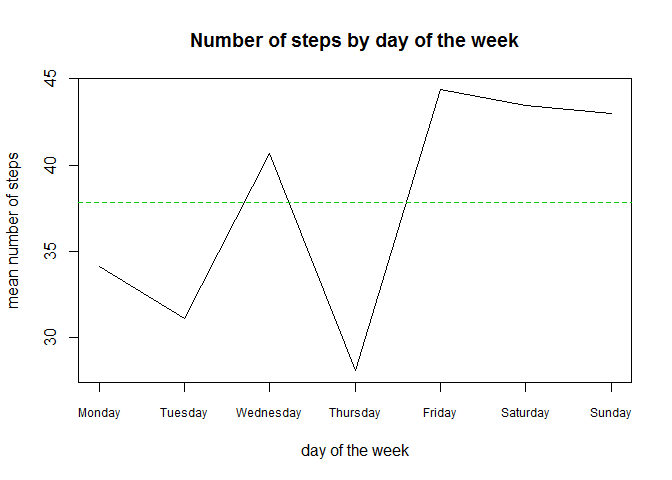 Number of steps by day of the week
45
40
35
30
mean number of steps
Monday Tuesday Wednesday Thursday Friday Saturday Sunday
day of the week